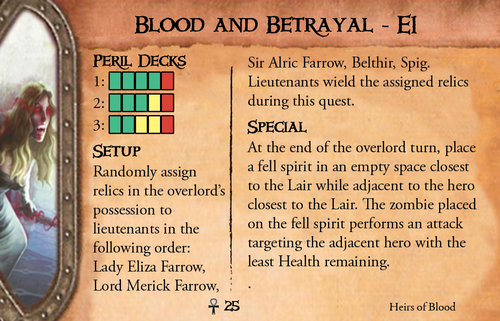 Blood and Betrayal - E1
Peril Decks
1:
2:
3:
Setup
Randomly assign
relics in the overlord's
possession to
lieutenants in the
following order:
Lady Eliza Farrow,
Lord Merick Farrow,
Sir Alric Farrow, Belthir, Spig.
Lieutenants wield the assigned relics
during this quest.
Special
At the end of the overlord turn, place
a fell spirit in an empty space closest
to the Lair while adjacent to the hero
closest to the Lair. The zombie placed
on the fell spirit performs an attack
targeting the adjacent hero with the
least Health remaining.
.
25
Heirs of Blood